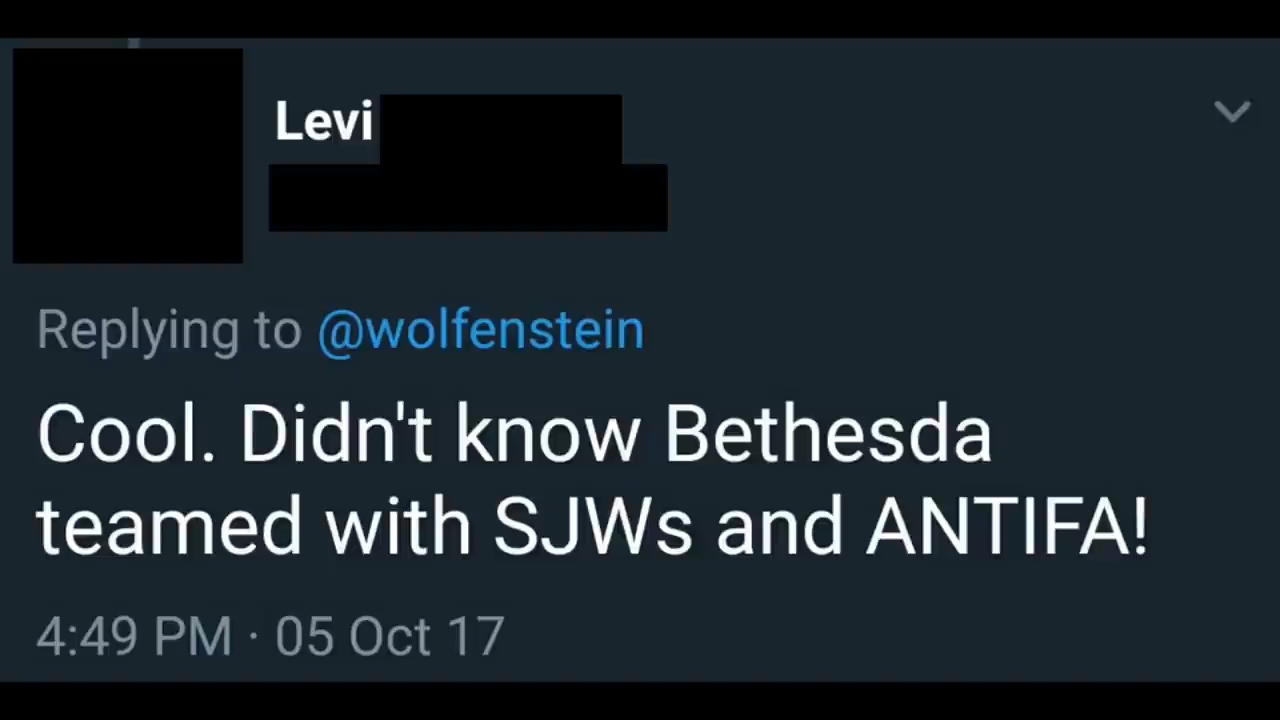 Levi
Replying to @wolfenstein
Cool. Didn't know Bethesda
teamed with SJWs and ANTIFA!
4:49 PM · 05 Oct 17